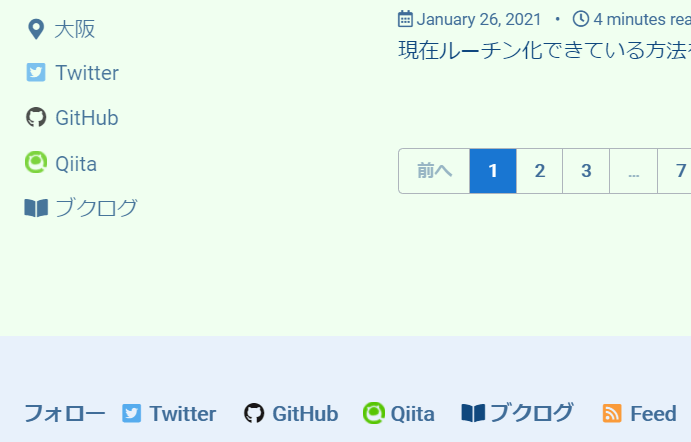 大阪
Twitter
GitHub
Qiita
ブクログ
January 26, 2021 • 4 minutes rea
現在ルーチン化できている方法
前へ 1 2 3 ... 7
フォロー Twitter GitHub Qiita ブクログ Feed